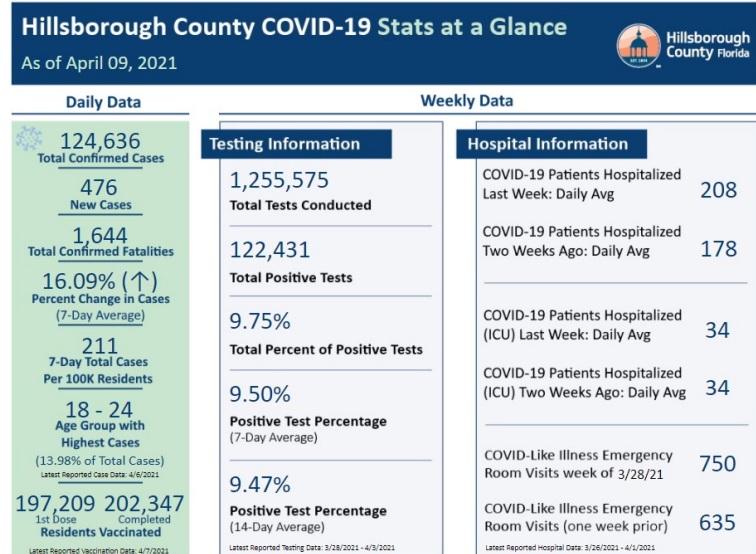 Hillsborough County COVID-19 Stats at a Glance
As of April 09, 2021
Hillsborough
County Florida
EST. 1834
Daily Data
124,636
Total Confirmed Cases
476
New Cases
1,644
Total Confirmed Fatalities
16.09% (↑)
Percent Change in Cases
(7-Day Average)
211
7-Day Total Cases
Per 100K Residents
18 - 24
Age Group with
Highest Cases
(13.98% of Total Cases)
Latest Reported Case Data: 4/6/2021
197,209 202,347
1st Dose Completed
Residents Vaccinated
Latest Reported Vaccination Data: 4/7/2021
Weekly Data
Testing Information
1,255,575
Total Tests Conducted
122,431
Total Positive Tests
9.75%
Total Percent of Positive Tests
9.50%
Positive Test Percentage
(7-Day Average)
9.47%
Positive Test Percentage
(14-Day Average)
Latest Reported Testing Data: 3/28/2021 - 4/3/2021
Hospital Information
COVID-19 Patients Hospitalized
Last Week: Daily Avg 208
COVID-19 Patients Hospitalized
Two Weeks Ago: Daily Avg 178
COVID-19 Patients Hospitalized
(ICU) Last Week: Daily Avg 34
COVID-19 Patients Hospitalized
(ICU) Two Weeks Ago: Daily Avg 34
COVID-Like Illness Emergency
Room Visits week of 3/28/21 750
COVID-Like Illness Emergency
Room Visits (one week prior) 635
Latest Reported Hospital Data: 3/26/2021 - 4/1/2021